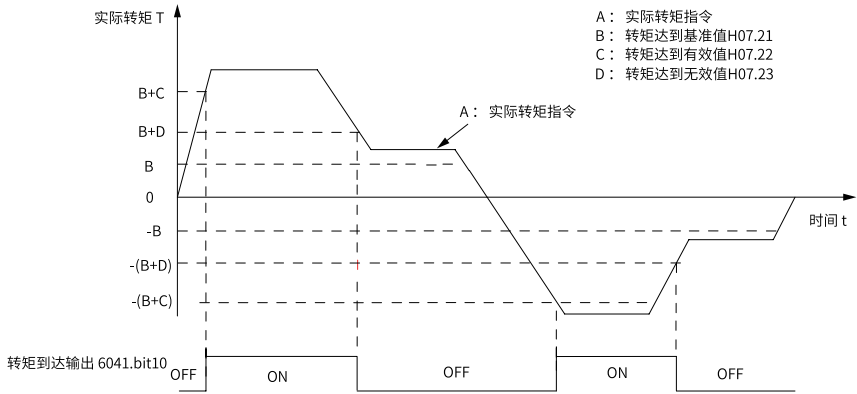 实际转矩 T
A： 实际转矩指令
B： 转矩达到基准值H07.21
C： 转矩达到有效值H07.22
D： 转矩达到无效值H07.23
B+C
A： 实际转矩指令
B+D
B
0
时间 t
-B
-(B+D)
-(B+C)
转矩到达输出 6041.bit10
OFF
ON
OFF
ON
OFF